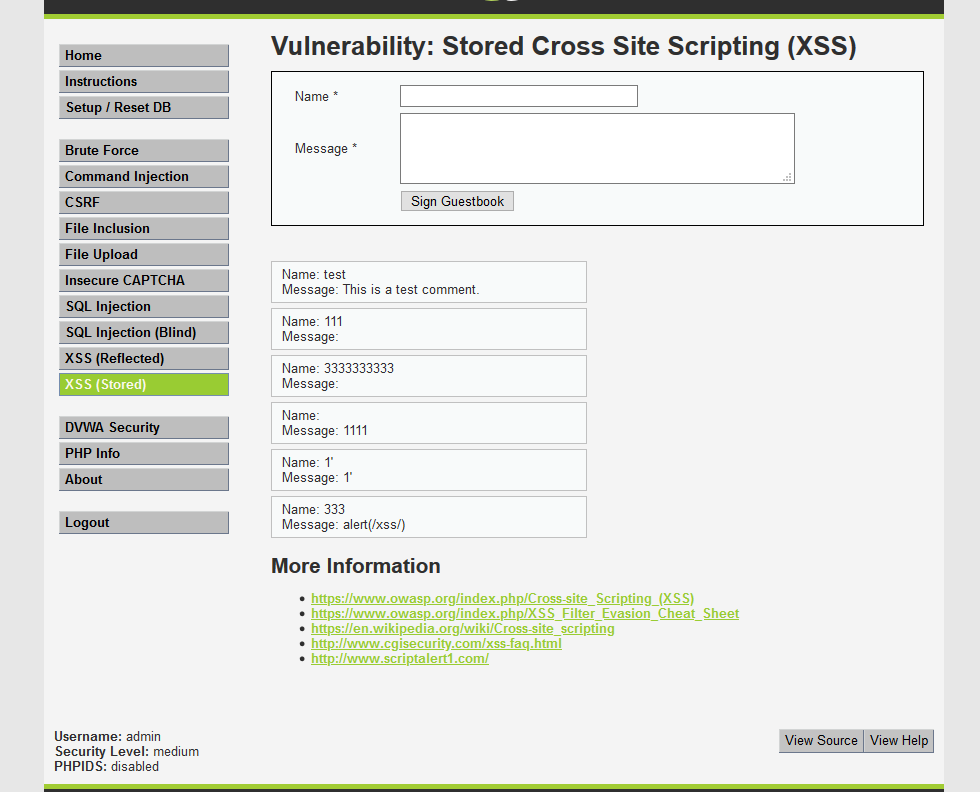 Vulnerability: Stored Cross Site Scripting (XSS)
Home
Instructions
Setup / Reset DB
Brute Force
Command Injection
CSRF
File Inclusion
File Upload
Insecure CAPTCHA
SQL Injection
SQL Injection (Blind)
XSS (Reflected)
XSS (Stored)
DVWA Security
PHP Info
About
Logout
Name *
Message *
Sign Guestbook
Name: test
Message: This is a test comment.
Name: 111
Message:
Name: 3333333333
Message:
Name:
Message: 1111
Name: 1'
Message: 1'
Name: 333
Message: alert(/xss/)
More Information
https://www.owasp.org/index.php/Cross-site_Scripting_(XSS)
https://www.owasp.org/index.php/XSS_Filter_Evasion_Cheat_Sheet
https://en.wikipedia.org/wiki/Cross-site_scripting
http://www.cgisecurity.com/xss-faq.html
http://www.scriptalert1.com/
Username: admin
Security Level: medium
PHPIDS: disabled
View Source
View Help